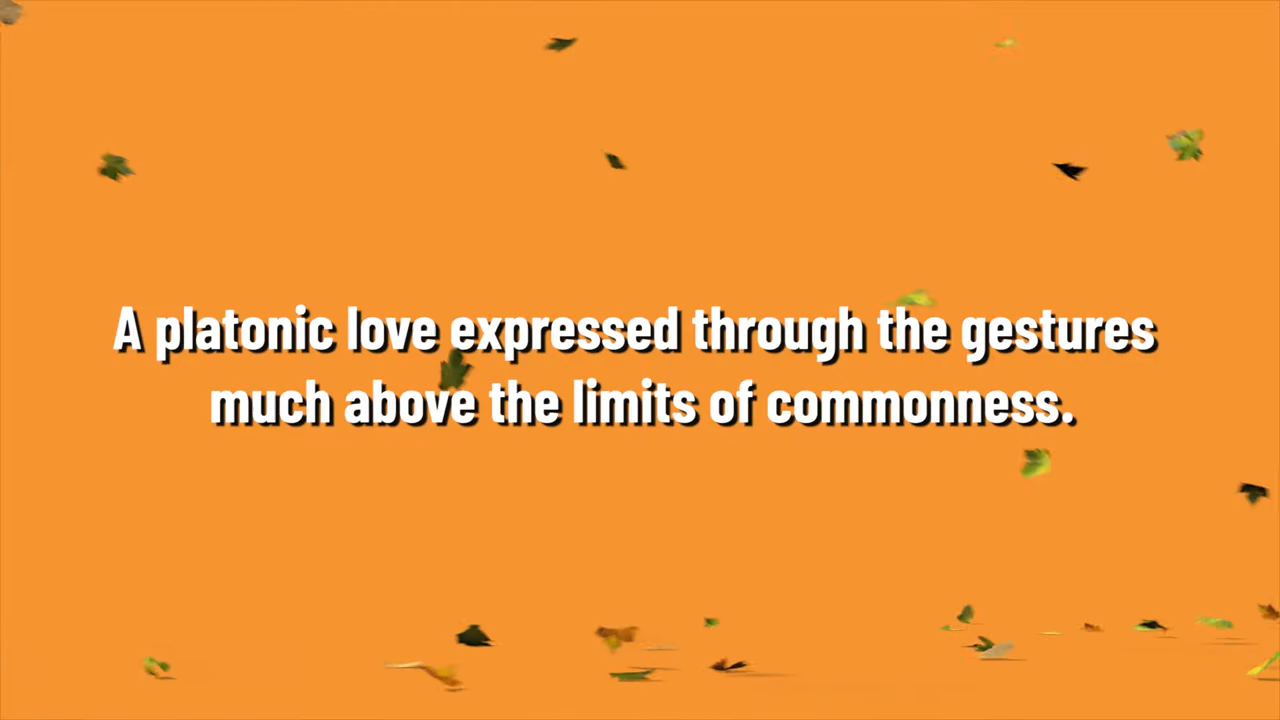 A platonic love expressed through the gestures
much above the limits of commonness.